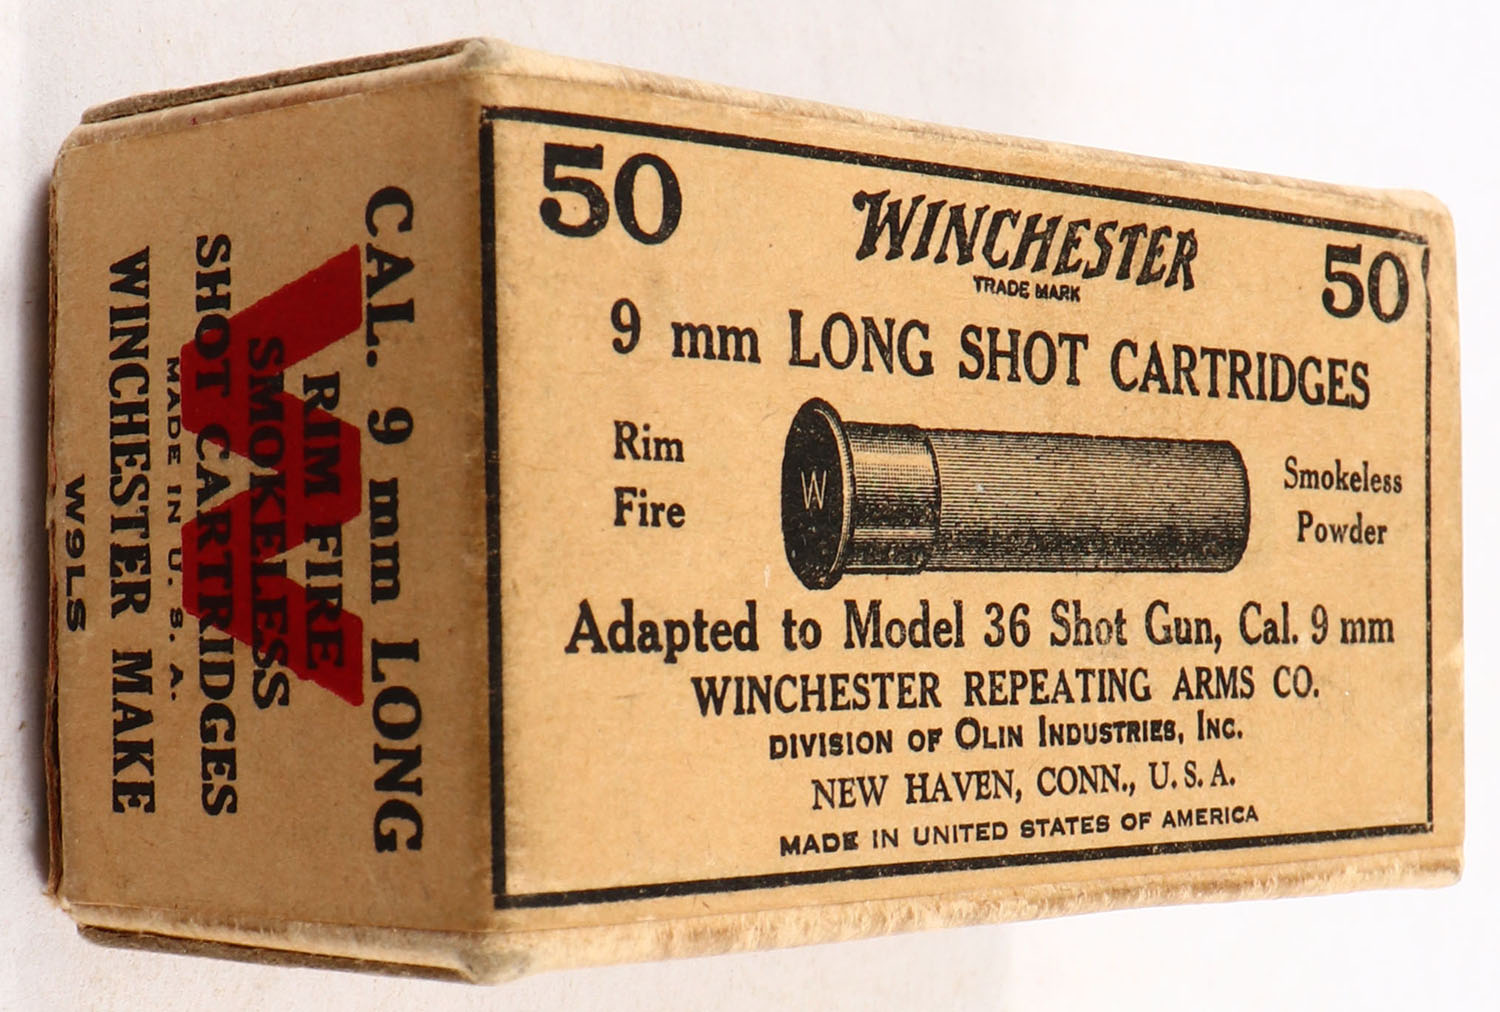 50
WINCHESTER
50
TRADE MARK
9 mm LONG SHOT CARTRIDGES
Rim
Fire
W
Smokeless
Powder
Adapted to Model 36 Shot Gun, Cal. 9 mm
WINCHESTER REPEATING ARMS CO.
DIVISION OF OLIN INDUSTRIES, INC.
NEW HAVEN, CONN., U. S. A.
MADE IN UNITED STATES OF AMERICA
CAL. 9 mm LONG
W
RIM FIRE
SMOKELESS
SHOT CARTRIDGES
MADE IN U. S. A.
WINCHESTER MAKE
W9LS